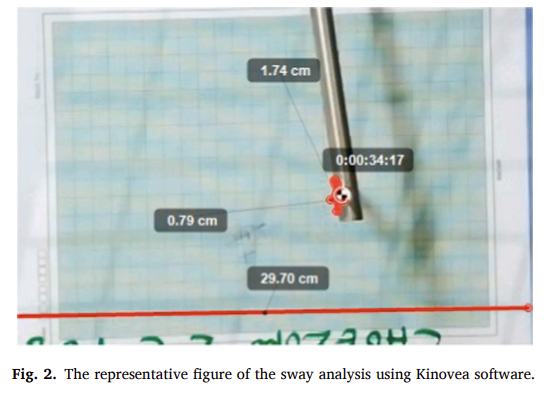 1.74 cm
0:00:34:17
0.79 cm
29.70 cm
Fig. 2. The representative figure of the sway analysis using Kinovea software.